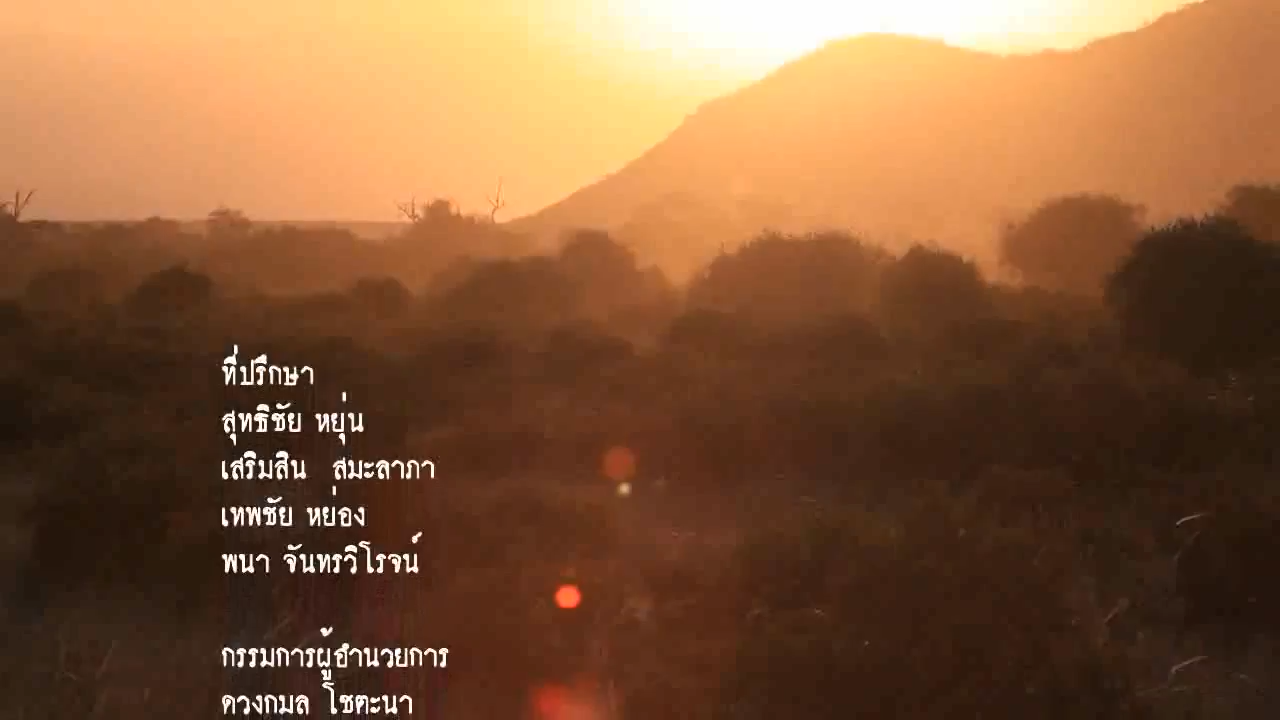 ที่ปรึกษา
สุทธิชัย หยุ่น
เสริมสิน สมะลาภา
เทพชัย หย่อง
พนา จันทรวิโรจน์
กรรมการผู้อำนวยการ
ดวงกมล โชตะนา